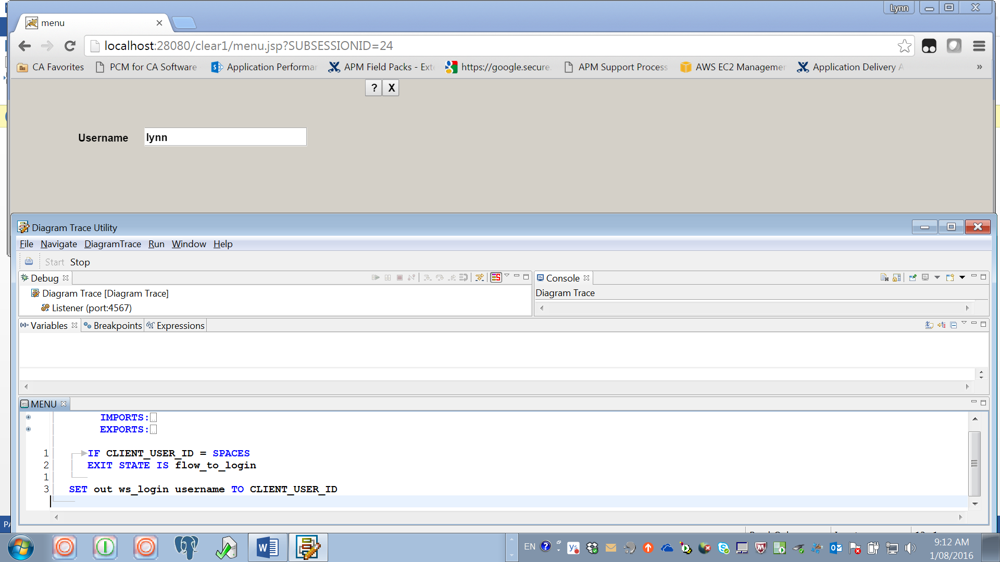 Lynn
menu
localhost:28080/clear1/menu.jsp?SUBSESSIONID=24
CA Favorites
PCM for CA Software
Application Performa
APM Field Packs - Ext
https://google.secure.
APM Support Process
AWS EC2 Managemer
Application Delivery A
»
? X
Username lynn
Diagram Trace Utility
File Navigate DiagramTrace Run Window Help
Start Stop
Debug
Console
Diagram Trace [Diagram Trace]
Diagram Trace
Listener (port:4567)
Variables Breakpoints Expressions
MENU
IMPORTS:
EXPORTS:
1 IF CLIENT_USER_ID = SPACES
2 EXIT STATE IS flow_to_login
1
3 SET out ws_login username TO CLIENT_USER_ID
EN
9:12 AM
1/08/2016